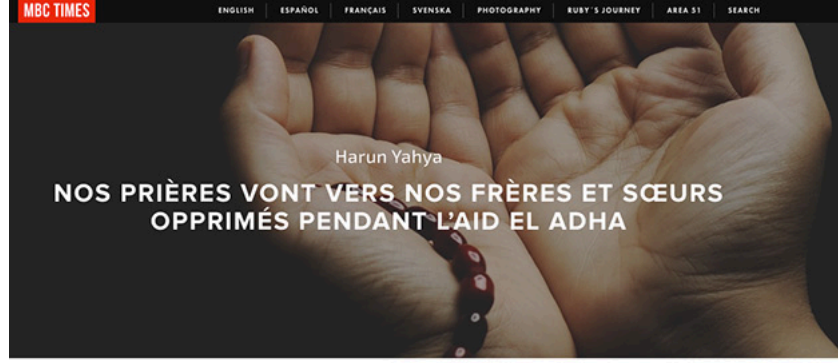 MBC TIMES
ENGLISH ESPAÑOL FRANÇAIS SVENSKA PHOTOGRAPHY RUBY´S JOURNEY AREA 51 SEARCH
Harun Yahya
NOS PRIÈRES VONT VERS NOS FRÈRES ET SŒURS
OPPRIMÉS PENDANT L’AID EL ADHA